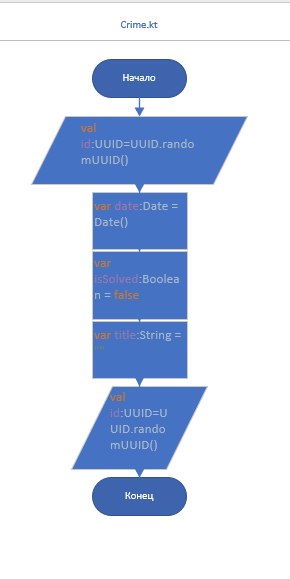 Crime.kt
Начало
val
id:UUID=UUID.rando
mUUID()
var date:Date =
Date()
var
isSolved:Boolea
n = false
var title:String =
""
val
id:UUID=U
UID.rando
mUUID()
Конец